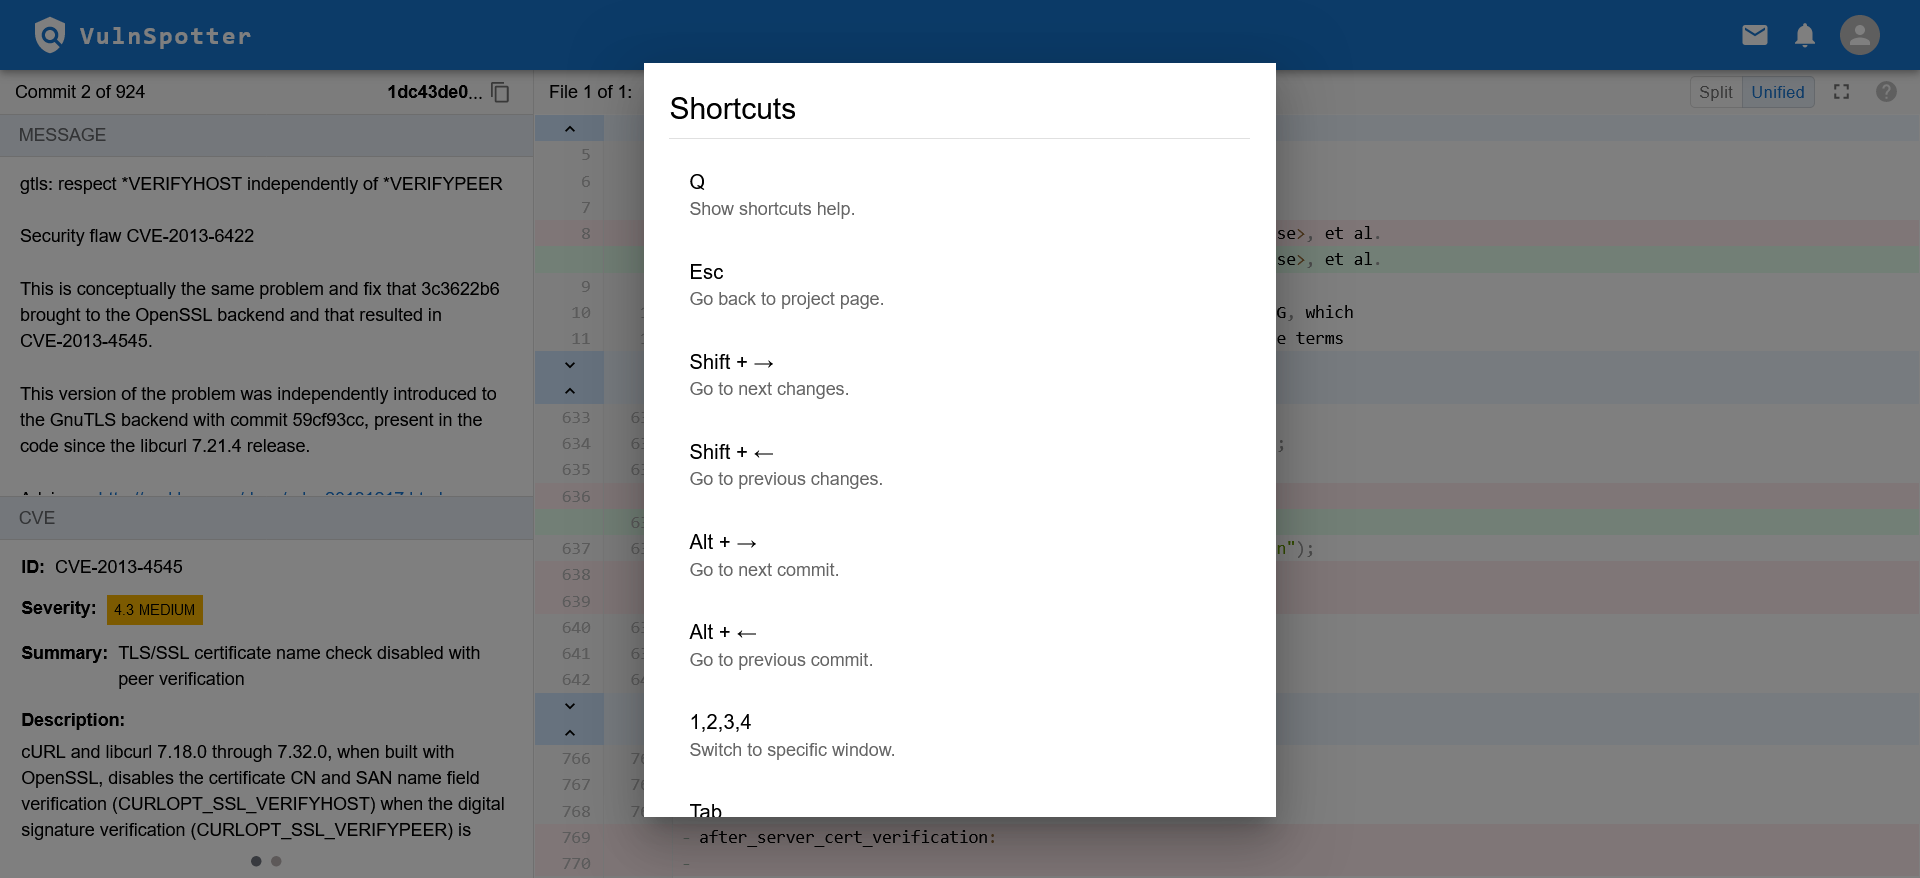 VulnSpotter
Commit 2 of 924
1dc43de0...
File 1 of 1:
Split
Unified
MESSAGE
gtls: respect *VERIFYHOST independently of *VERIFYPEER
Security flaw CVE-2013-6422
This is conceptually the same problem and fix that 3c3622b6
brought to the OpenSSL backend and that resulted in
CVE-2013-4545.
This version of the problem was independently introduced to
the GnuTLS backend with commit 59cf93cc, present in the
code since the libcurl 7.21.4 release.
CVE
ID: CVE-2013-4545
Severity: 4.3 MEDIUM
Summary: TLS/SSL certificate name check disabled with
peer verification
Description:
cURL and libcurl 7.18.0 through 7.32.0, when built with
OpenSSL, disables the certificate CN and SAN name field
verification (CURLOPT_SSL_VERIFYHOST) when the digital
signature verification (CURLOPT_SSL_VERIFYPEER) is
5
6
7
8 se>, et al.
se>, et al.
9
10 G, which
11 e terms
633
634 ;
635
636
637 n");
638
639
640
641
642
766
767
768
769 - after_server_cert_verification:
770 -
Shortcuts
Q
Show shortcuts help.
Esc
Go back to project page.
Shift + →
Go to next changes.
Shift + ←
Go to previous changes.
Alt + →
Go to next commit.
Alt + ←
Go to previous commit.
1,2,3,4
Switch to specific window.
Tab